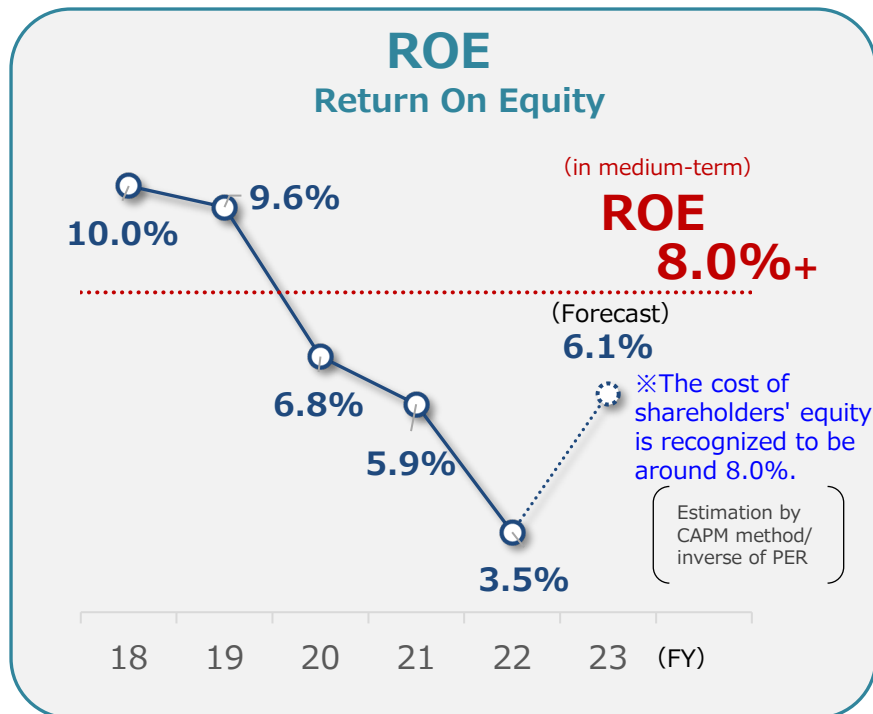 ROE
Return On Equity
（in medium-term）
ROE
8.0%+
10.0%
9.6%
6.8%
5.9%
3.5%
（Forecast）
6.1%
※The cost of
shareholders' equity
is recognized to be
around 8.0%.
Estimation by
CAPM method/
inverse of PER
18 19 20 21 22 23 (FY)